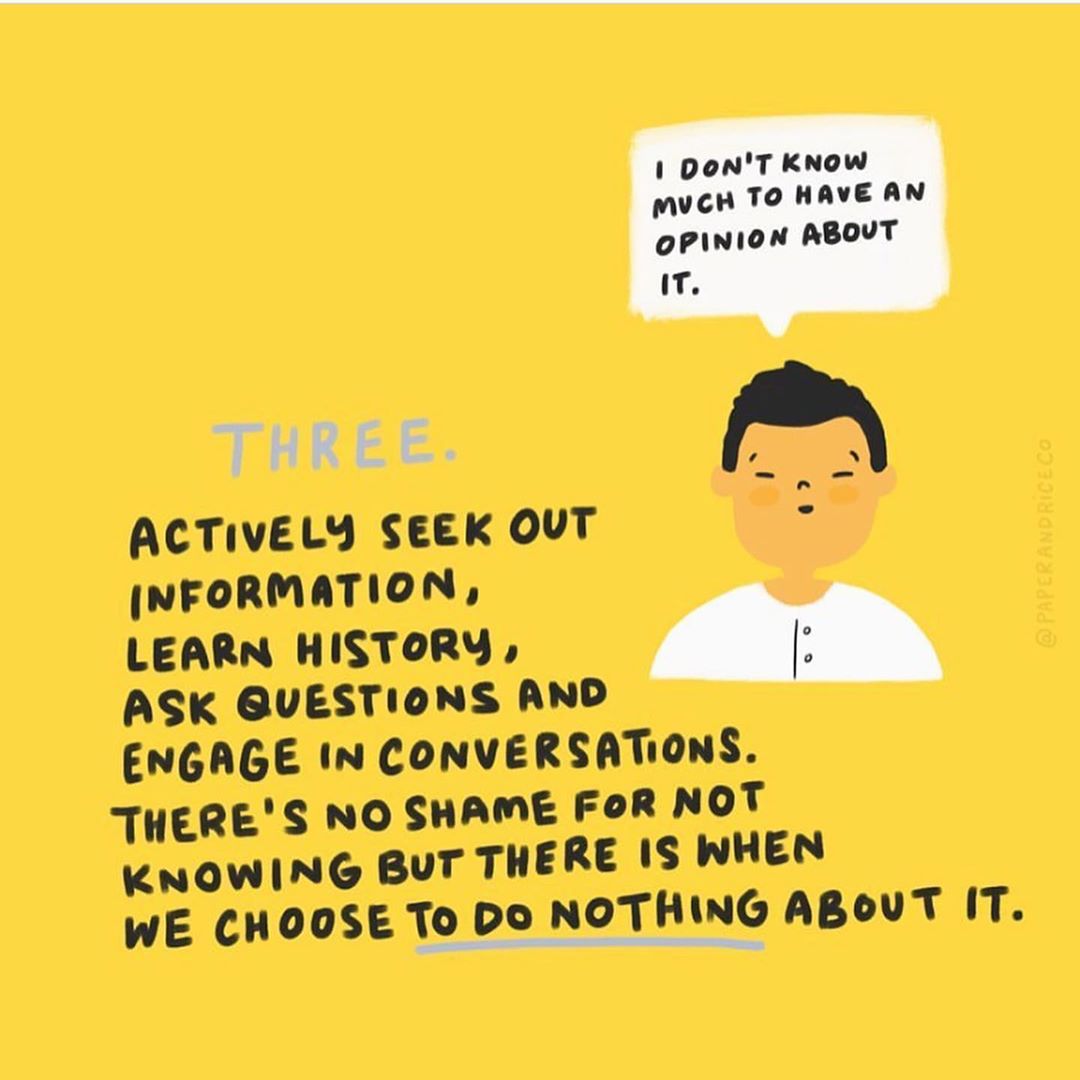 I DON'T KNOW
MUCH TO HAVE AN
OPINION ABOUT
IT.
THREE.
ACTIVELY SEEK OUT
INFORMATION,
LEARN HISTORY,
ASK QUESTIONS AND
ENGAGE IN CONVERSATIONS.
THERE'S NO SHAME FOR NOT
KNOWING BUT THERE IS WHEN
WE CHOOSE TO DO NOTHING ABOUT IT.
@PAPERANDRICECO